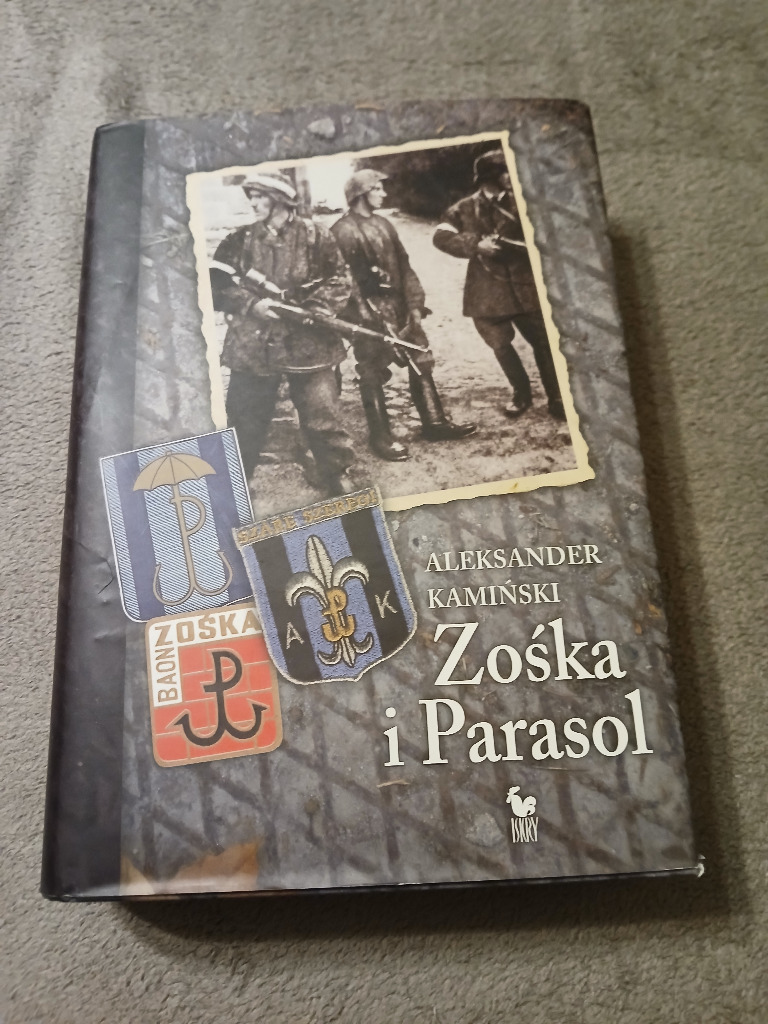 SZARE SZEREGI
A K
BAON ZOŚKA
ALEKSANDER
KAMIŃSKI
Zośka
i Parasol
ISKRY